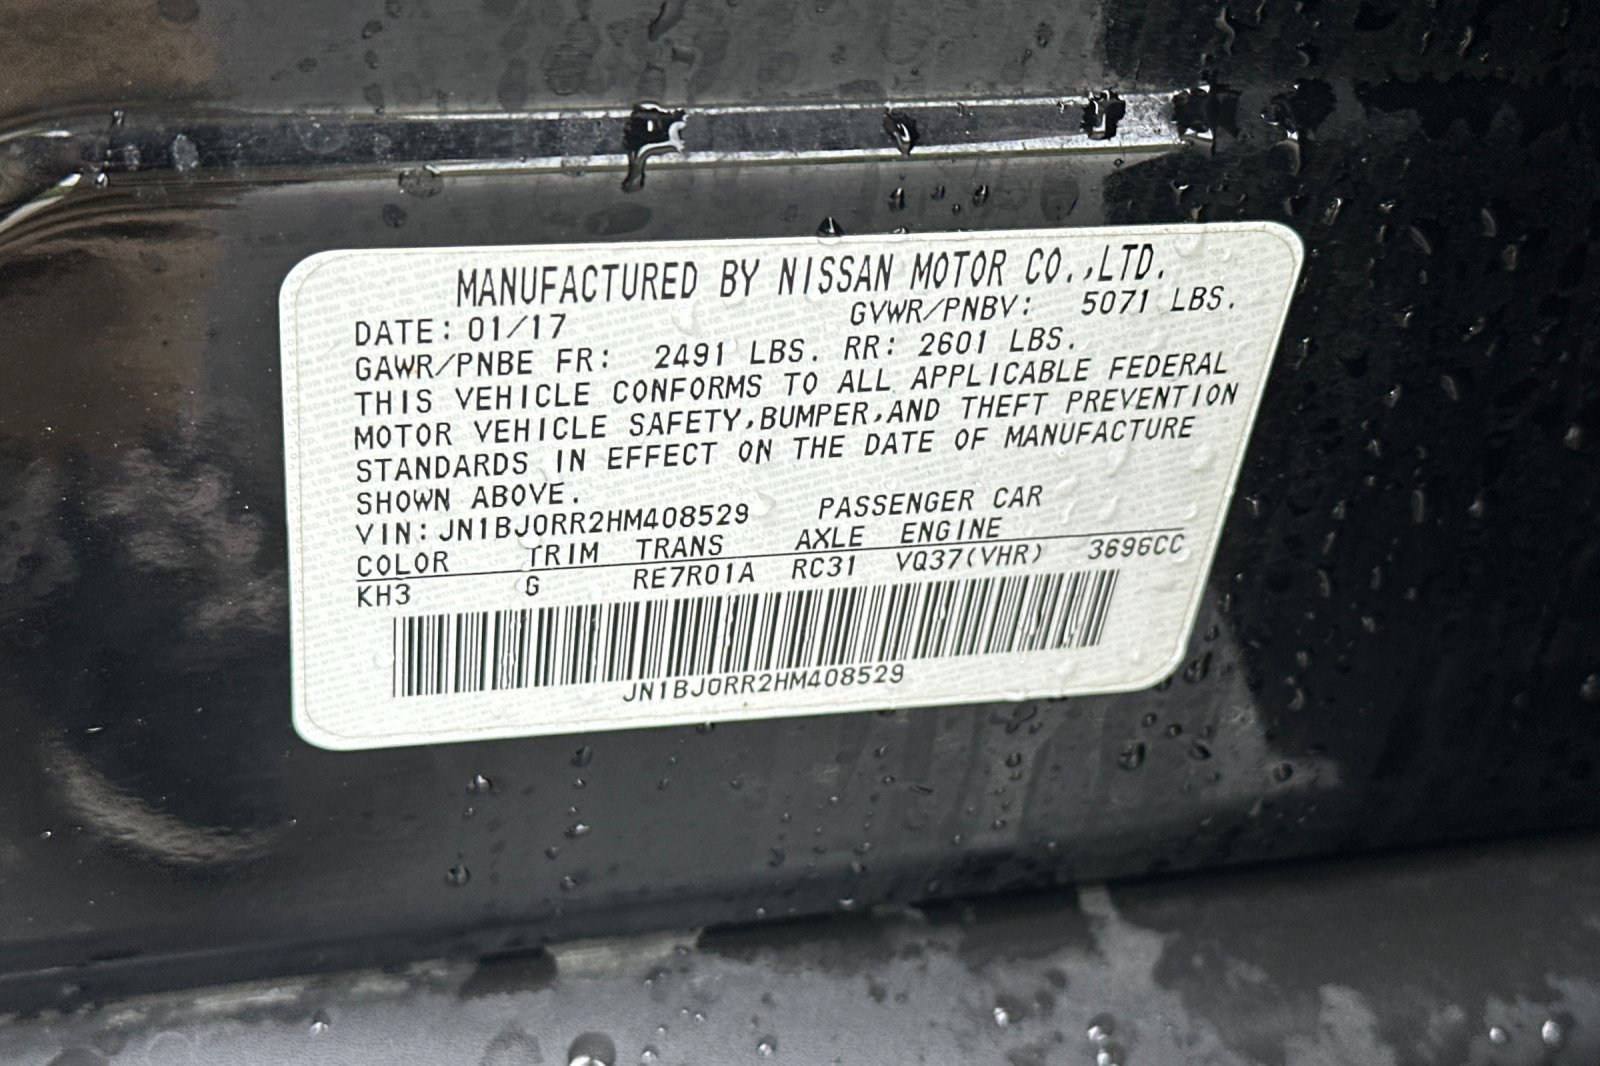 MANUFACTURED BY NISSAN MOTOR CO.,LTD.
DATE: 01/17 GVWR/PNBV: 5071 LBS.
GAWR/PNBE FR: 2491 LBS. RR: 2601 LBS.
THIS VEHICLE CONFORMS TO ALL APPLICABLE FEDERAL
MOTOR VEHICLE SAFETY,BUMPER,AND THEFT PREVENTION
STANDARDS IN EFFECT ON THE DATE OF MANUFACTURE
SHOWN ABOVE.
VIN: JN1BJ0RR2HM408529 PASSENGER CAR
COLOR TRIM TRANS AXLE ENGINE
KH3 G RE7R01A RC31 VQ37(VHR) 3696CC
JN1BJ0RR2HM408529